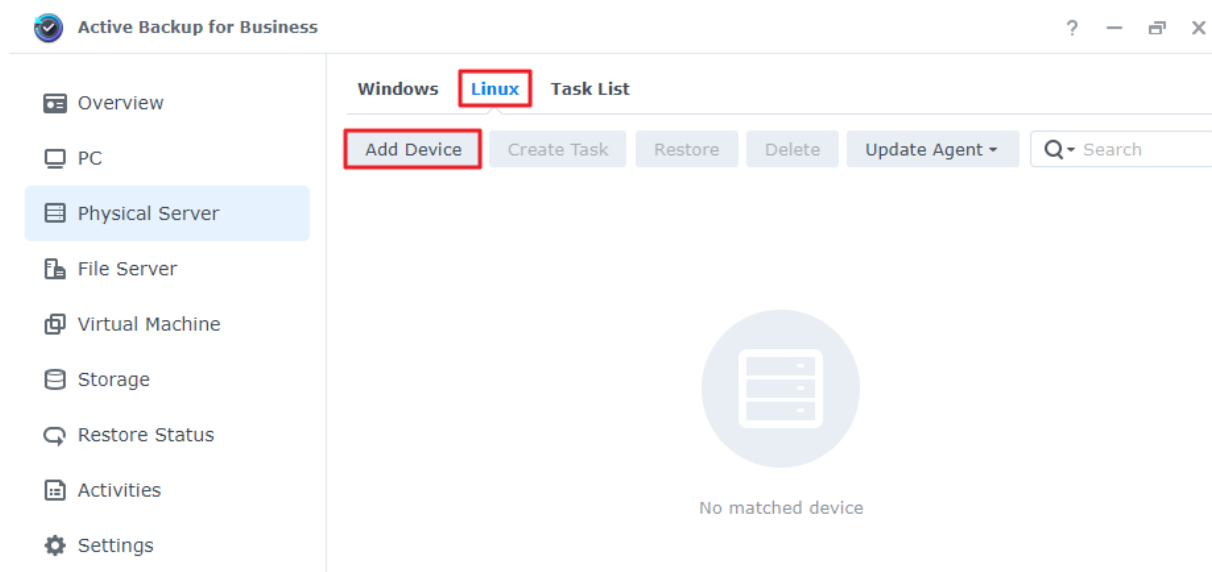 Active Backup for Business
?
Overview
PC
Physical Server
File Server
Virtual Machine
Storage
Restore Status
Activities
Settings
Windows Linux Task List
Add Device Create Task Restore Delete Update Agent Search
No matched device